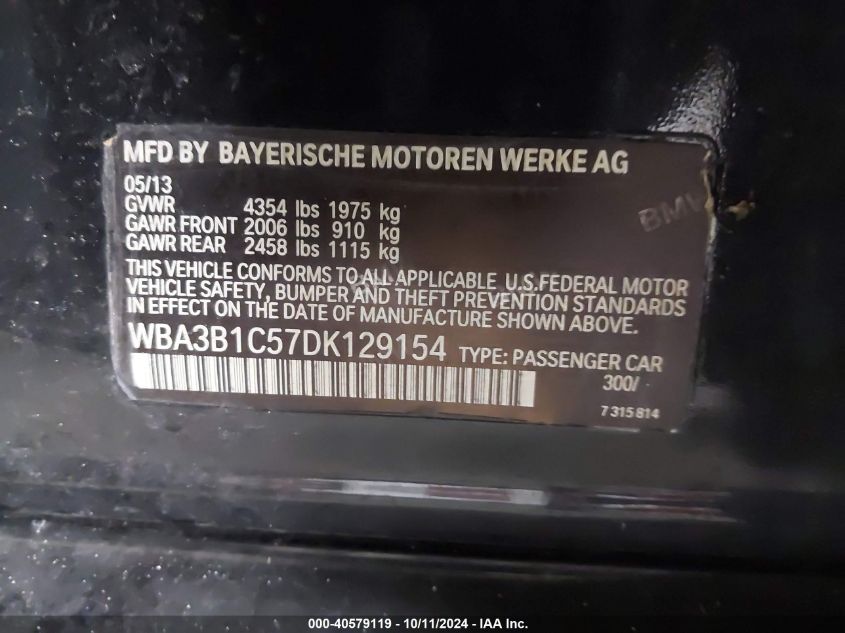 MFD BY BAYERISCHE MOTOREN WERKE AG
05/13
GVWR 4354 lbs 1975 kg
GAWR FRONT 2006 lbs 910 kg
GAWR REAR 2458 lbs 1115 kg
BMW
THIS VEHICLE CONFORMS TO ALL APPLICABLE U.S.FEDERAL MOTOR
VEHICLE SAFETY, BUMPER AND THEFT PREVENTION STANDARDS
IN EFFECT ON THE DATE OF MANUFACTURE SHOWN ABOVE.
WBA3B1C57DK129154 TYPE: PASSENGER CAR
300/
7 315 814
000-40579119 - 10/11/2024 - IAA Inc.